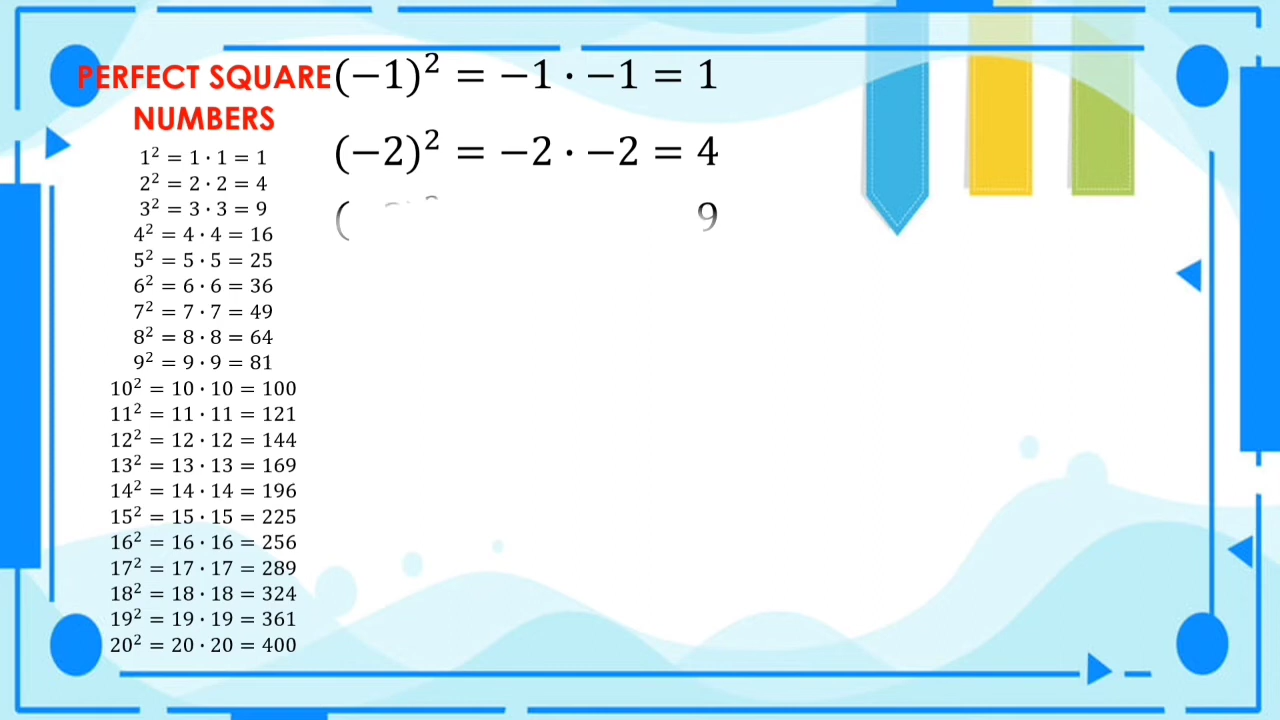 PERFECT SQUARE
NUMBERS
1² = 1 · 1 = 1
2² = 2 · 2 = 4
3² = 3 · 3 = 9
4² = 4 · 4 = 16
5² = 5 · 5 = 25
6² = 6 · 6 = 36
7² = 7 · 7 = 49
8² = 8 · 8 = 64
9² = 9 · 9 = 81
10² = 10 · 10 = 100
11² = 11 · 11 = 121
12² = 12 · 12 = 144
13² = 13 · 13 = 169
14² = 14 · 14 = 196
15² = 15 · 15 = 225
16² = 16 · 16 = 256
17² = 17 · 17 = 289
18² = 18 · 18 = 324
19² = 19 · 19 = 361
20² = 20 · 20 = 400
(−1)² = −1 · −1 = 1
(−2)² = −2 · −2 = 4
( 9